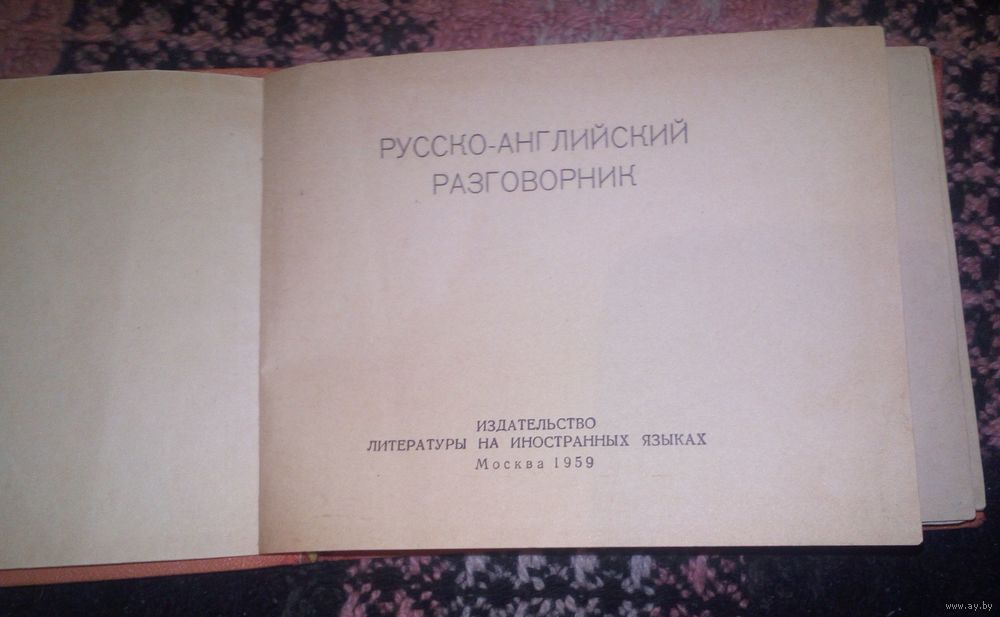 РУССКО-АНГЛИЙСКИЙ
РАЗГОВОРНИК
ИЗДАТЕЛЬСТВО
ЛИТЕРАТУРЫ НА ИНОСТРАННЫХ ЯЗЫКАХ
Москва 1959
www.ay.by